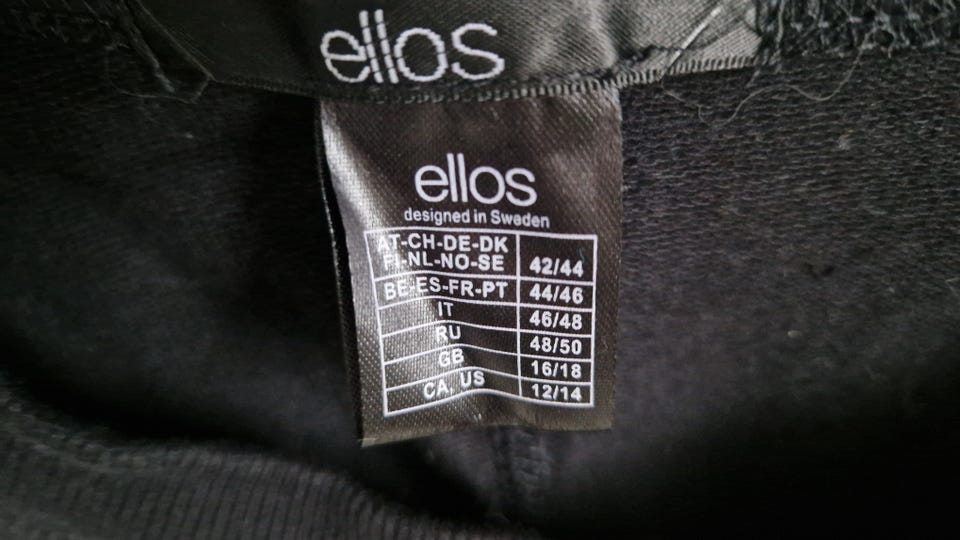 ellos
ellos
designed in Sweden
AT-CH-DE-DK
FI-NL-NO-SE 42/44
BE-ES-FR-PT 44/46
IT 46/48
RU 48/50
GB 16/18
CA, US 12/14